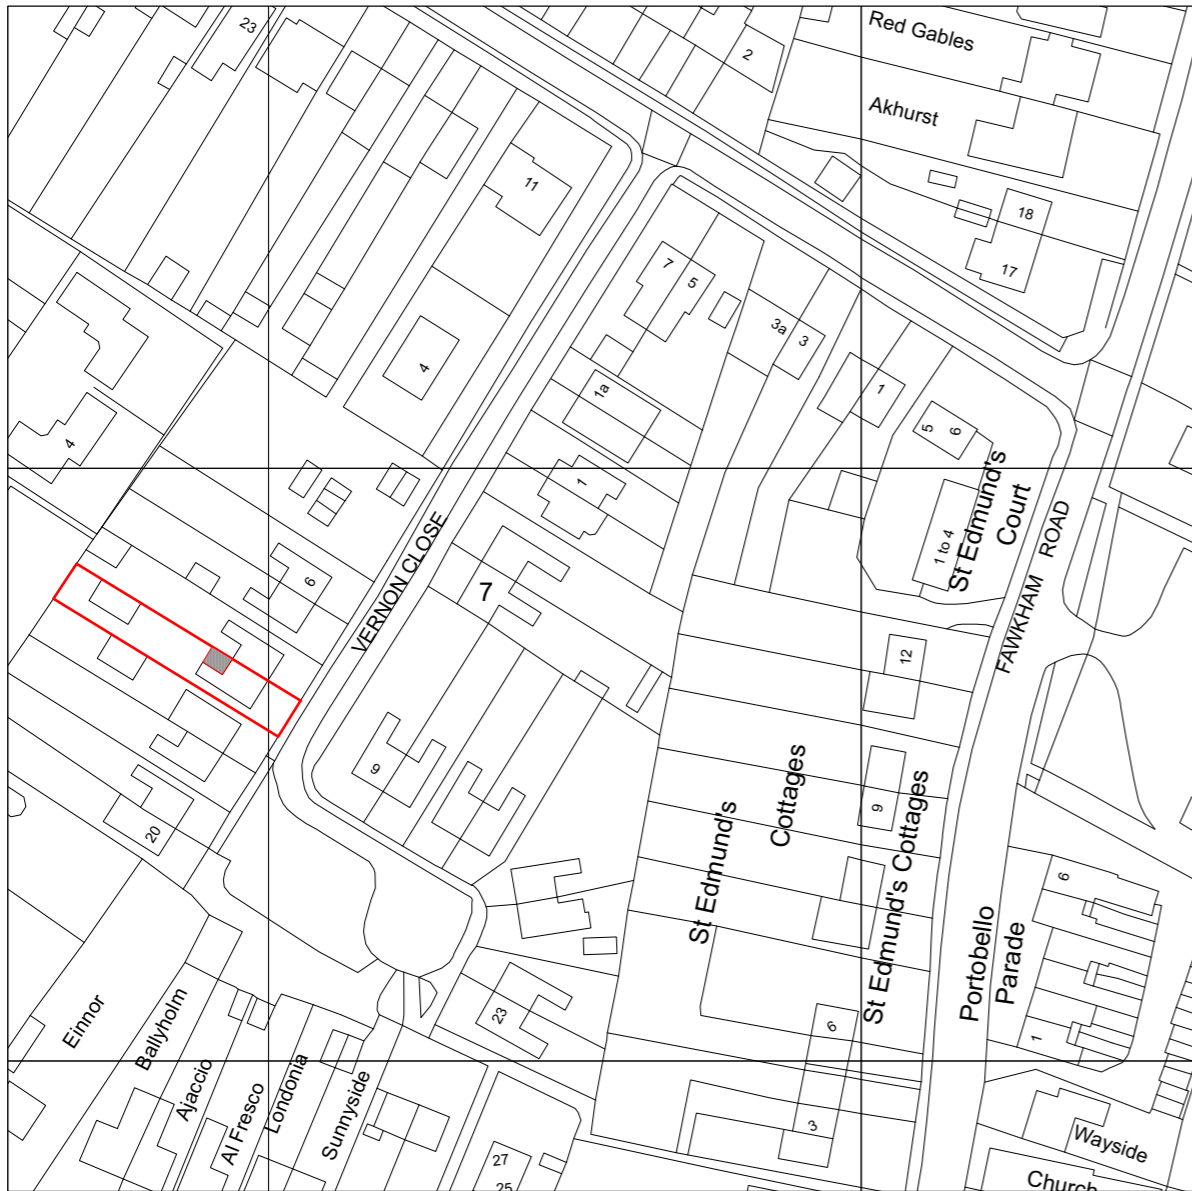 23
2
Red Gables
Akhurst
11
18
17
7
5
3a
3
4
1a
1
5
6
4
1
St Edmund's
Court
1 to 4
FAWKHAM ROAD
VERNON CLOSE
7
12
9
St Edmund's
Cottages
9
St Edmund's Cottages
20
6
Portobello
Parade
1
Einnor
Ballyholm
Ajaccio
Al Fresco
Londonia
Sunnyside
23
3
27
25
Wayside
Church